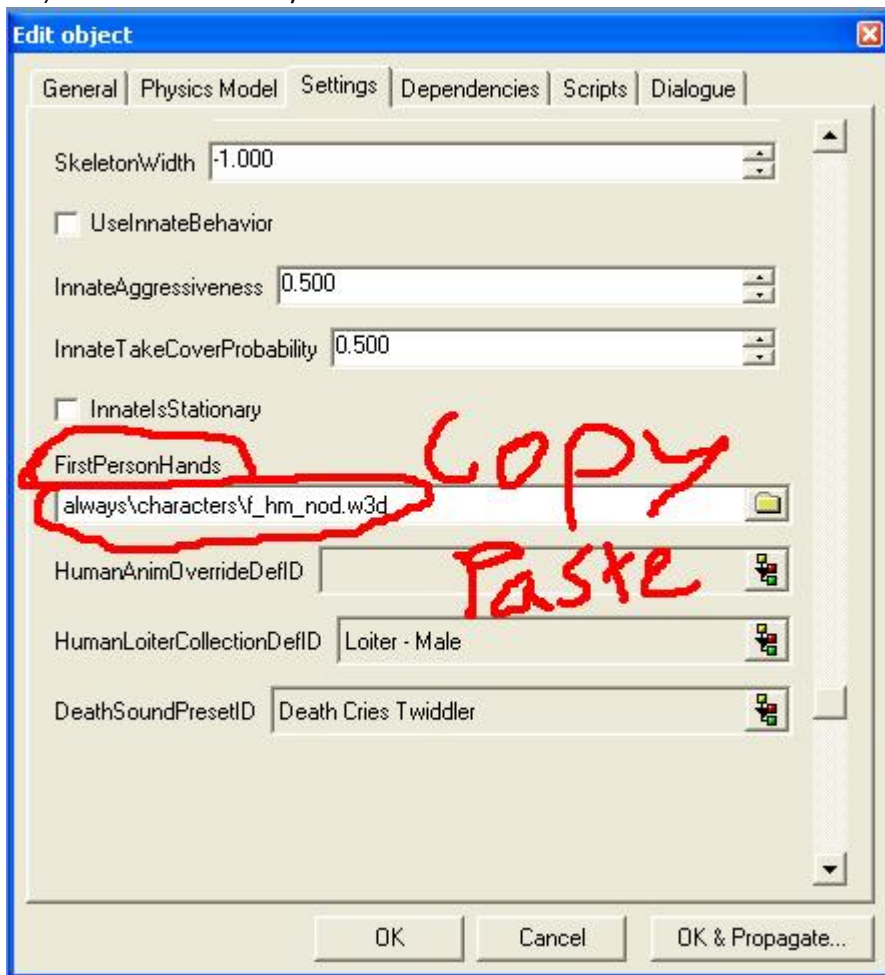 Edit object
General Physics Model Settings Dependencies Scripts Dialogue
SkeletonWidth -1.000
UseInnateBehavior
InnateAggressiveness 0.500
InnateTakeCoverProbability 0.500
InnateIsStationary
Copy
FirstPersonHands
always\characters\f_hm_nod.w3d
Paste
HumanAnimOverrideDefID
HumanLoiterCollectionDefID Loiter - Male
DeathSoundPresetID Death Cries Twiddler
OK Cancel OK & Propagate...